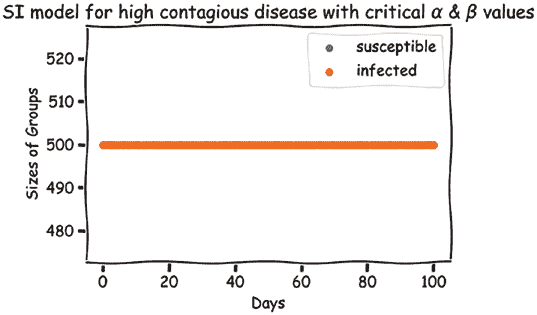 SI model for high contagious disease with critical α & β values
susceptible
infected
Sizes of Groups
520
510
500
490
480
0 20 40 60 80 100
Days